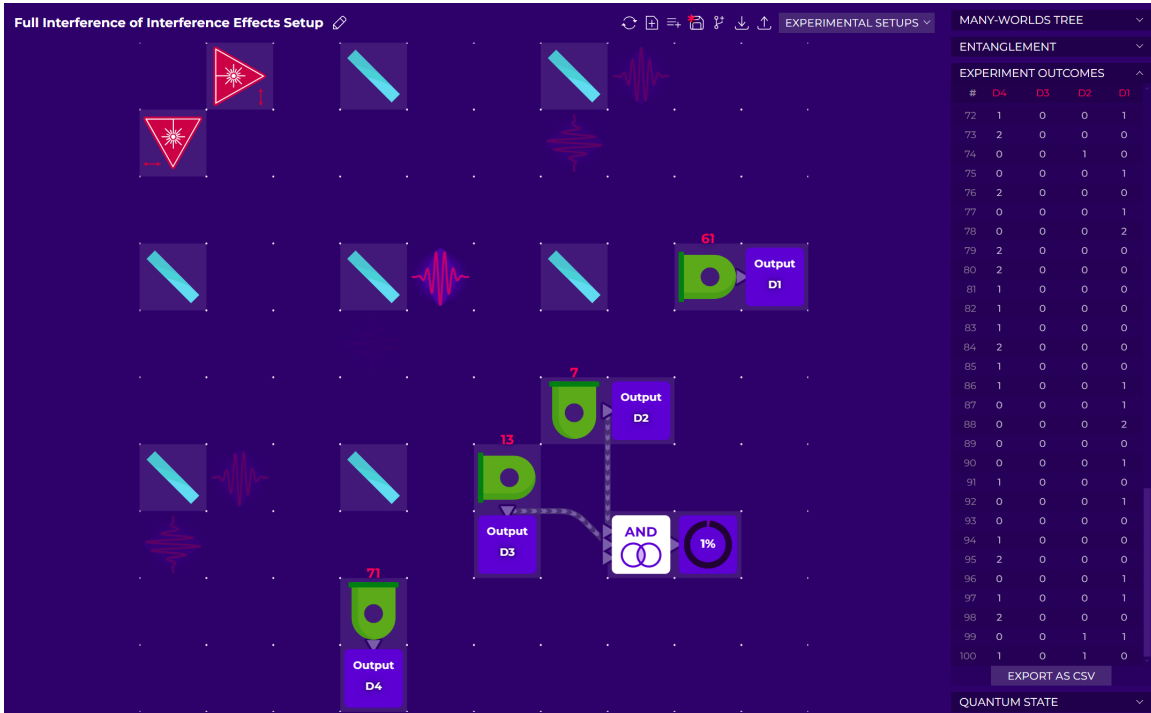 Full Interference of Interference Effects Setup
EXPERIMENTAL SETUPS
61
Output
D1
7
Output
D2
13
Output
D3
AND
1%
71
Output
D4
MANY-WORLDS TREE
ENTANGLEMENT
EXPERIMENT OUTCOMES
# D4 D3 D2 D1
72 1 0 0 1
73 2 0 0 0
74 0 0 1 0
75 0 0 0 1
76 2 0 0 0
77 0 0 0 1
78 0 0 0 2
79 2 0 0 0
80 2 0 0 0
81 1 0 0 0
82 1 0 0 0
83 1 0 0 0
84 2 0 0 0
85 1 0 0 0
86 1 0 0 1
87 0 0 0 1
88 0 0 0 2
89 0 0 0 0
90 0 0 0 1
91 1 0 0 0
92 0 0 0 1
93 0 0 0 0
94 1 0 0 0
95 2 0 0 0
96 0 0 0 1
97 1 0 0 1
98 2 0 0 0
99 0 0 1 1
100 1 0 1 0
EXPORT AS CSV
QUANTUM STATE